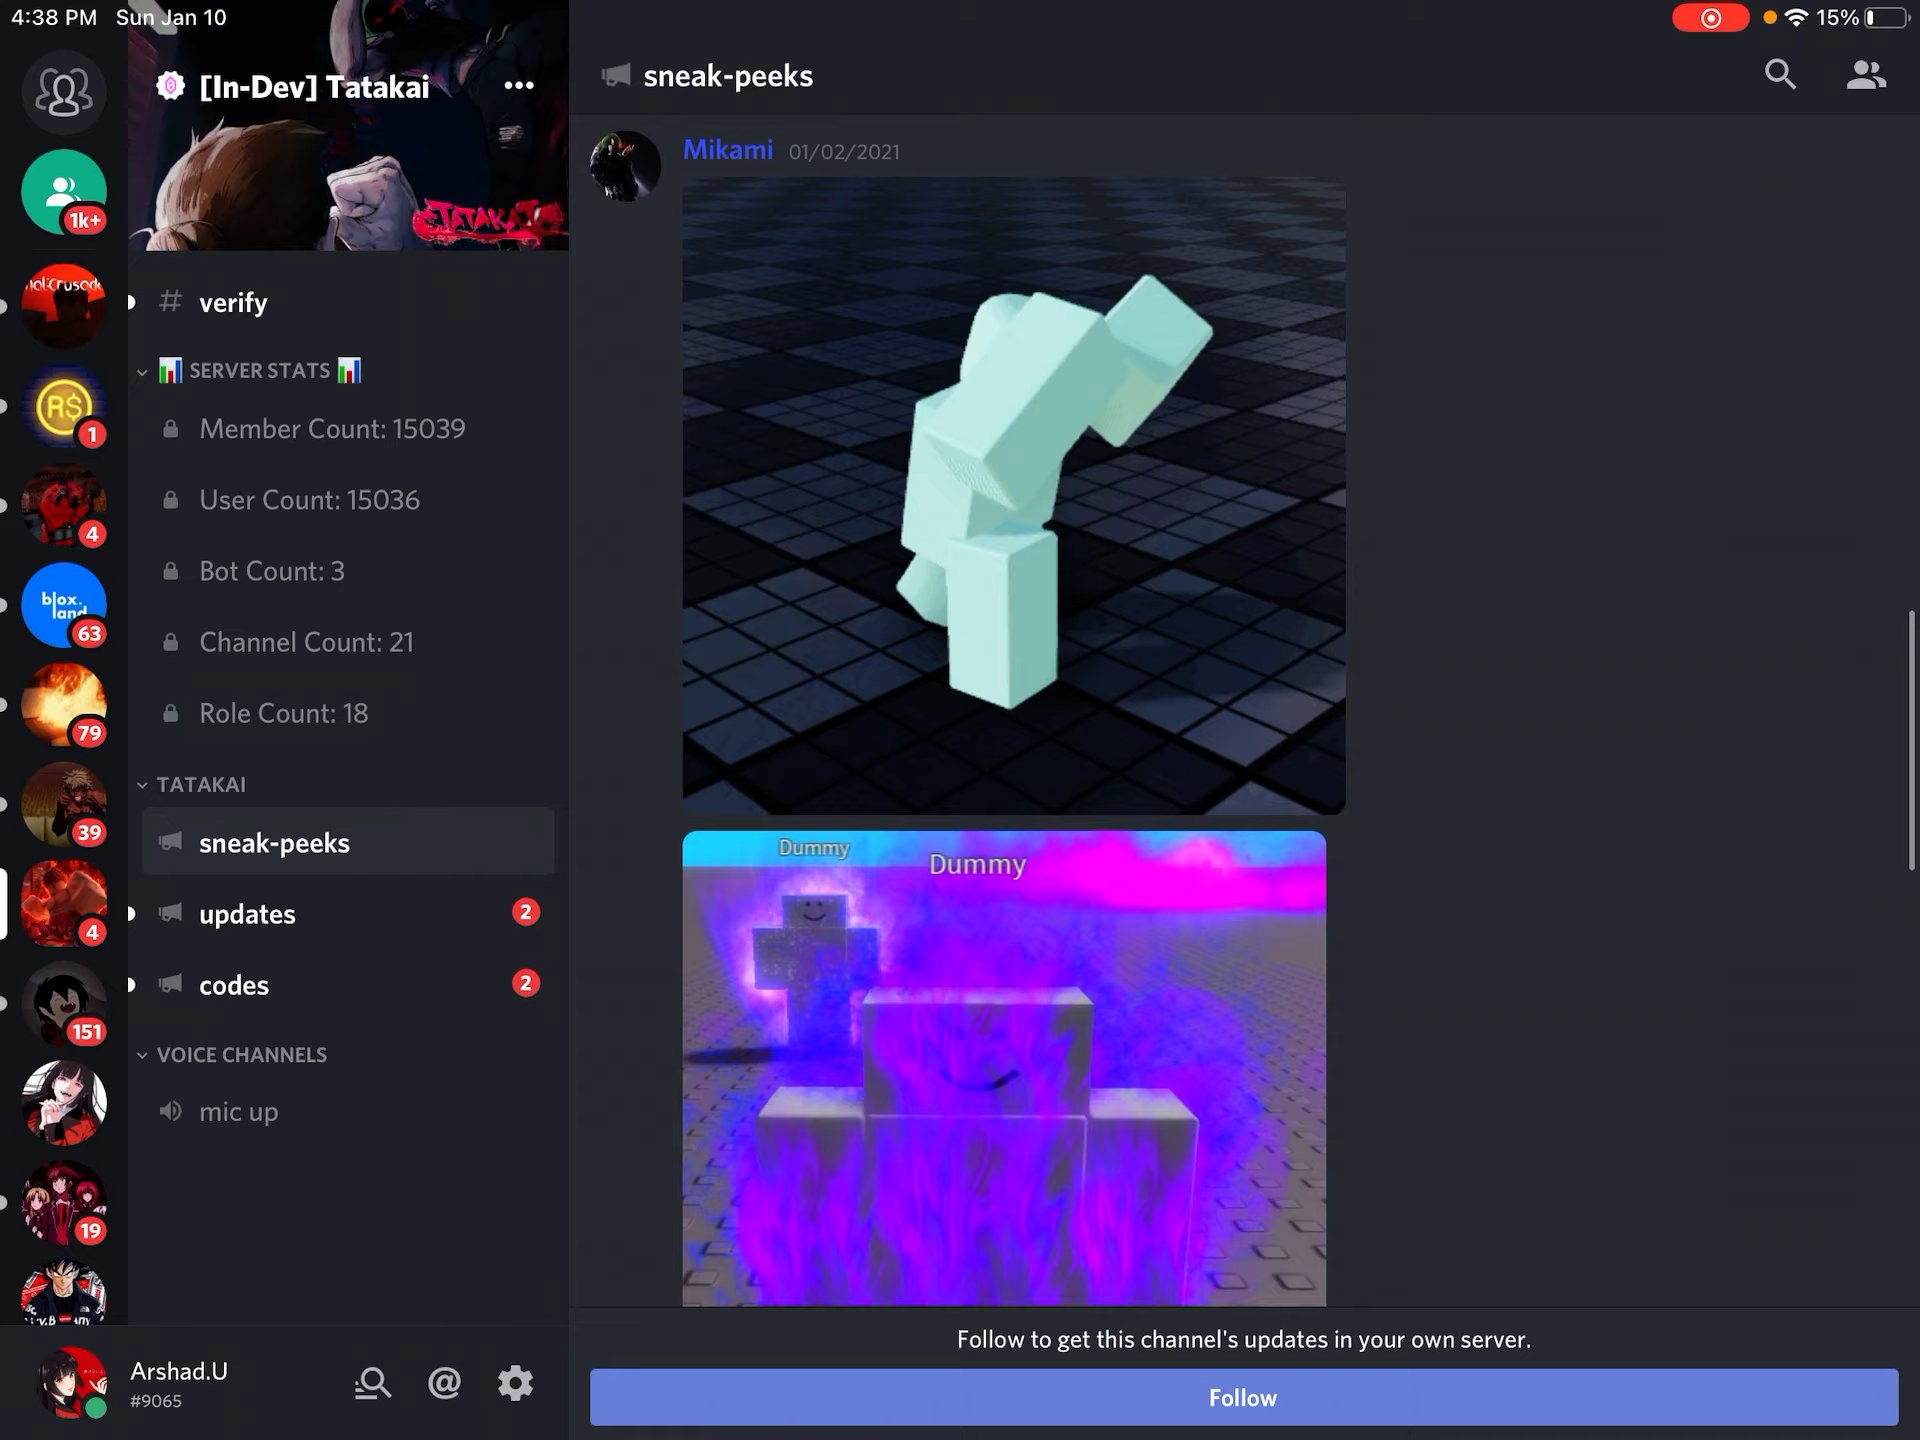 4:38 PM Sun Jan 10
15%
[In-Dev] Tatakai
TATAKAI
1k+
1
4
blox.
land
63
79
39
4
151
19
verify
SERVER STATS
Member Count: 15039
User Count: 15036
Bot Count: 3
Channel Count: 21
Role Count: 18
TATAKAI
sneak-peeks
updates
2
codes
2
VOICE CHANNELS
mic up
Arshad.U
#9065
sneak-peeks
Mikami 01/02/2021
Dummy
Dummy
Follow to get this channel's updates in your own server.
Follow
R$